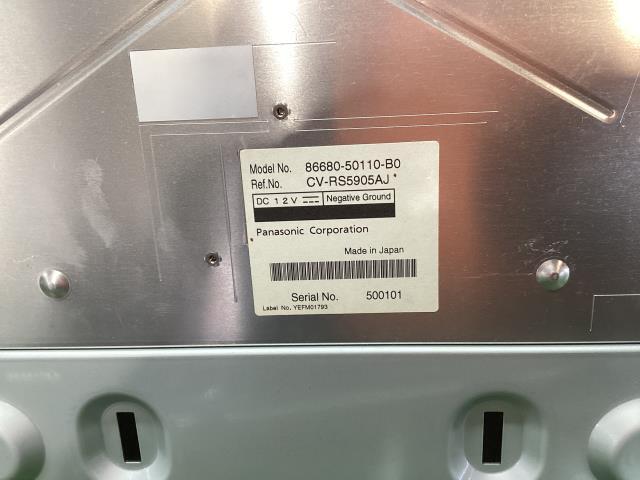 Model No. 86680-50110-B0
Ref.No. CV-RS5905AJ
DC 12V Negative Ground
Panasonic Corporation
Made in Japan
Serial No. 500101
Label No. YEFM01793